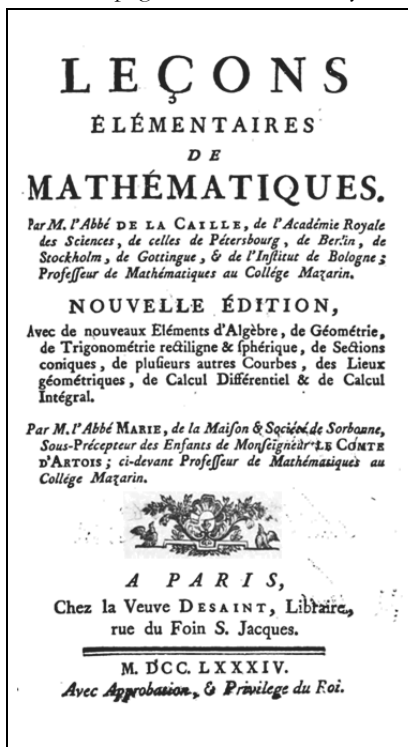 LEÇONS
ÉLÉMENTAIRES
DE
MATHÉMATIQUES.
Par M. l'Abbé DE LA CAILLE, de l'Académie Royale
des Sciences, de celles de Pétersbourg, de Berlin, de
Stockholm, de Gottingue, & de l'Inſtitut de Bologne;
Profeſſeur de Mathématiques au Collége Mazarin.
NOUVELLE ÉDITION,
Avec de nouveaux Eléments d'Algèbre, de Géométrie,
de Trigonométrie rectiligne & ſphérique, de Sections
coniques, de pluſieurs autres Courbes, des Lieux
géométriques, de Calcul Différentiel & de Calcul
Intégral.
Par M. l'Abbé MARIE, de la Maiſon & Société de Sorbonne,
Sous-Précepteur des Enfants de Monſeigneur LE COMTE
D'ARTOIS; ci-devant Profeſſeur de Mathématiques au
Collége Mazarin.
A PARIS,
Chez la Veuve DESAINT, Libraire,
rue du Foin S. Jacques.
M. DCC. LXXXIV.
Avec Approbation, & Privilege du Roi.